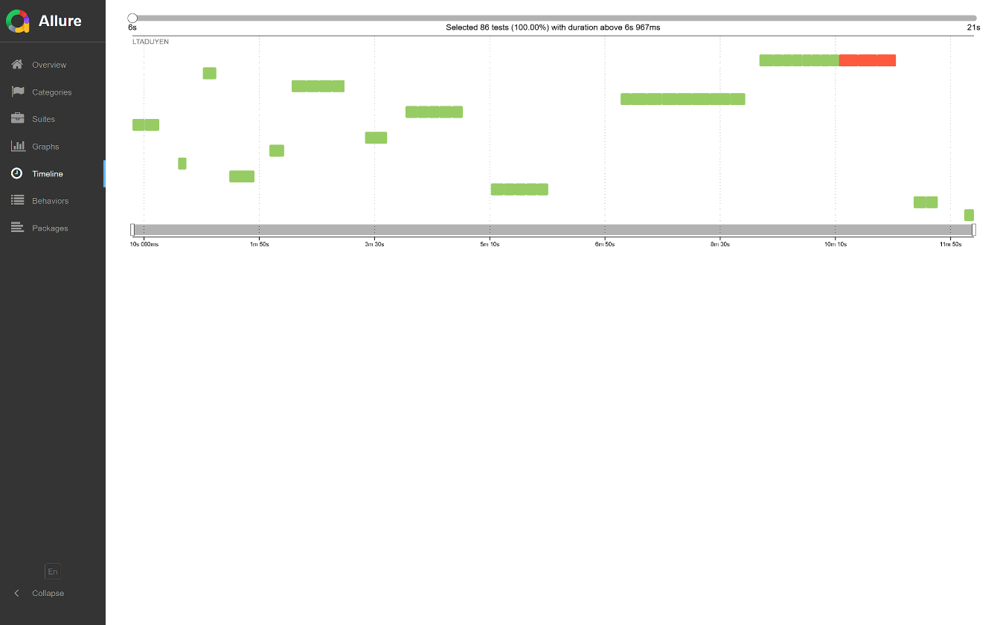 Allure
Overview
Categories
Suites
Graphs
Timeline
Behaviors
Packages
En
Collapse
6s
Selected 86 tests (100.00%) with duration above 6s 967ms
21s
LTADUYEN
10s 080ms
1m 50s
3m 30s
5m 10s
6m 50s
8m 30s
10m 10s
11m 50s